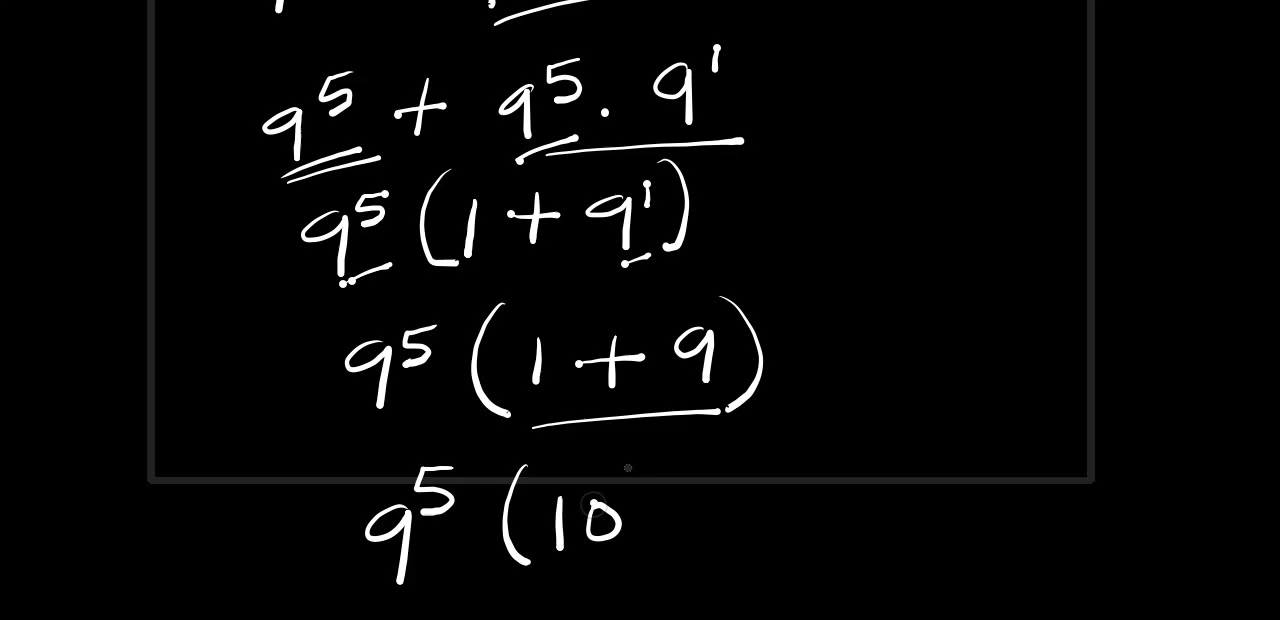 9⁵ + 9⁵ . 9¹
9⁵ (1 + 9¹)
9⁵ (1 + 9)
9⁵ (10